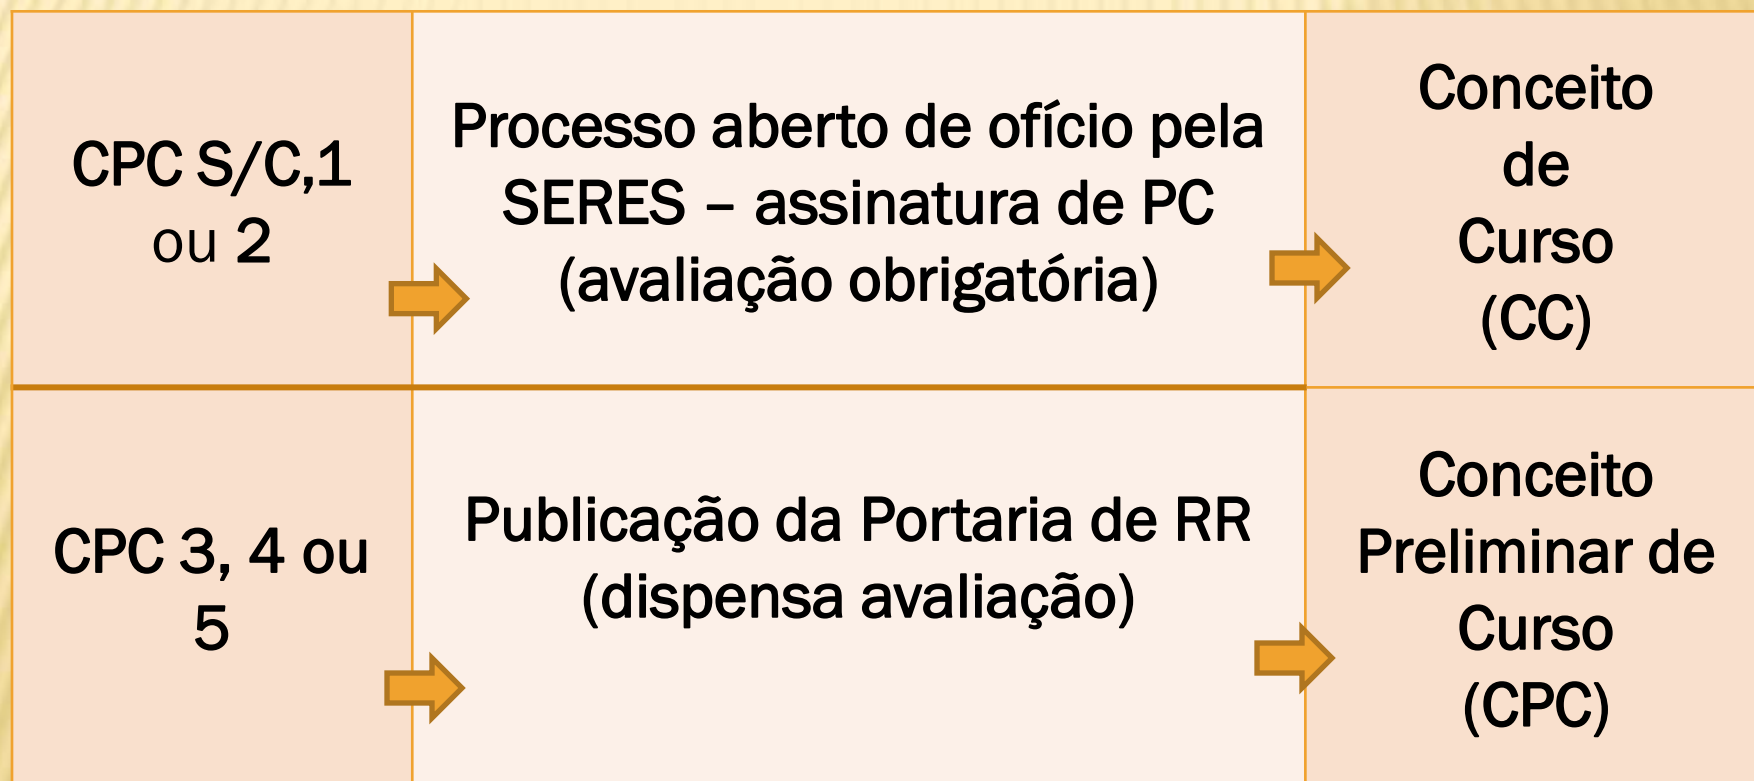 CPC S/C,1
ou 2
Processo aberto de ofício pela
SERES – assinatura de PC
(avaliação obrigatória)
Conceito
de
Curso
(CC)
CPC 3, 4 ou
5
Publicação da Portaria de RR
(dispensa avaliação)
Conceito
Preliminar de
Curso
(CPC)